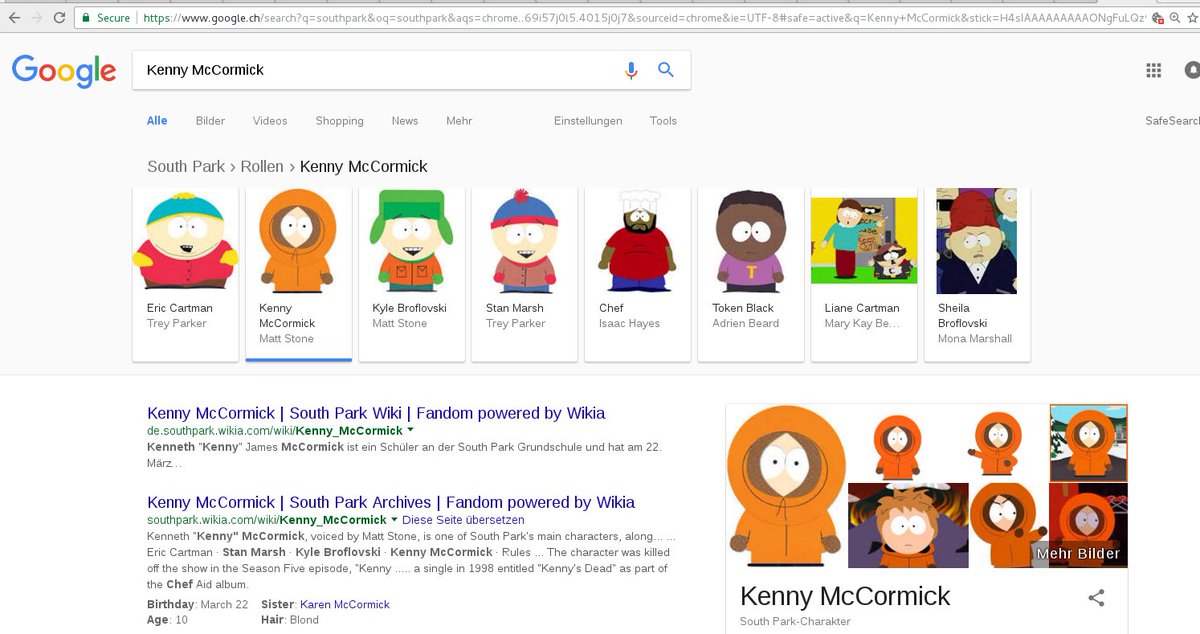 Secure https://www.google.ch/search?q=southpark&oq=southpark&aqs=chrome..69i57j0l5.4015j0j7&sourceid=chrome&ie=UTF-8#safe=active&q=Kenny+McCormick&stick=
Google Kenny McCormick
Alle Bilder Videos Shopping News Mehr Einstellungen Tools SafeSearch
South Park › Rollen › Kenny McCormick
T
Eric Cartman
Trey Parker
Kenny
McCormick
Matt Stone
Kyle Broflovski
Matt Stone
Stan Marsh
Trey Parker
Chef
Isaac Hayes
Token Black
Adrien Beard
Liane Cartman
Mary Kay Be…
Sheila
Broflovski
Mona Marshall
Kenny McCormick | South Park Wiki | Fandom powered by Wikia
de.southpark.wikia.com/wiki/Kenny_McCormick
Kenneth "Kenny" James McCormick ist ein Schüler an der South Park Grundschule und hat am 22.
März…
Kenny McCormick | South Park Archives | Fandom powered by Wikia
southpark.wikia.com/wiki/Kenny_McCormick Diese Seite übersetzen
Kenneth "Kenny" McCormick, voiced by Matt Stone, is one of South Park's main characters, along... ...
Eric Cartman · Stan Marsh · Kyle Broflovski · Kenny McCormick · Rules ... The character was killed
off the show in the Season Five episode, "Kenny ..... a single in 1998 entitled "Kenny's Dead" as part of
the Chef Aid album.
Birthday: March 22 Sister: Karen McCormick
Age: 10 Hair: Blond
Mehr Bilder
Kenny McCormick
South Park-Charakter